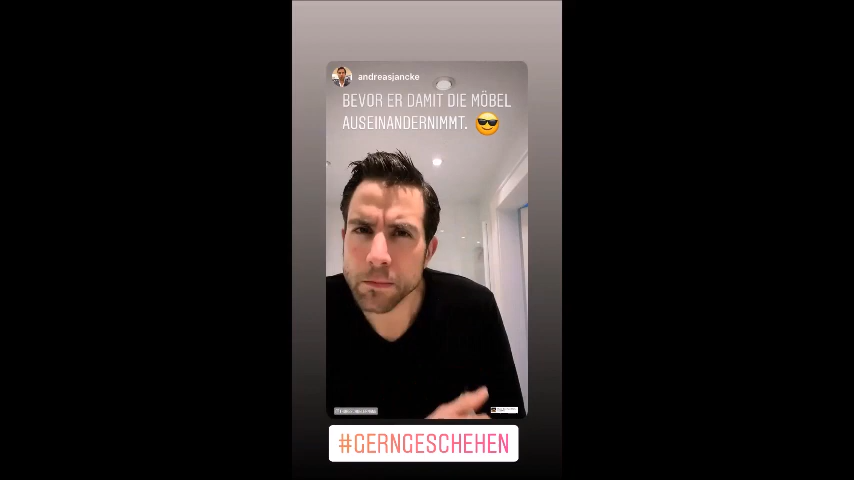 andreasjancke
BEVOR ER DAMIT DIE MÖBEL
AUSEINANDERNIMMT.
#GERNGESCHEHEN